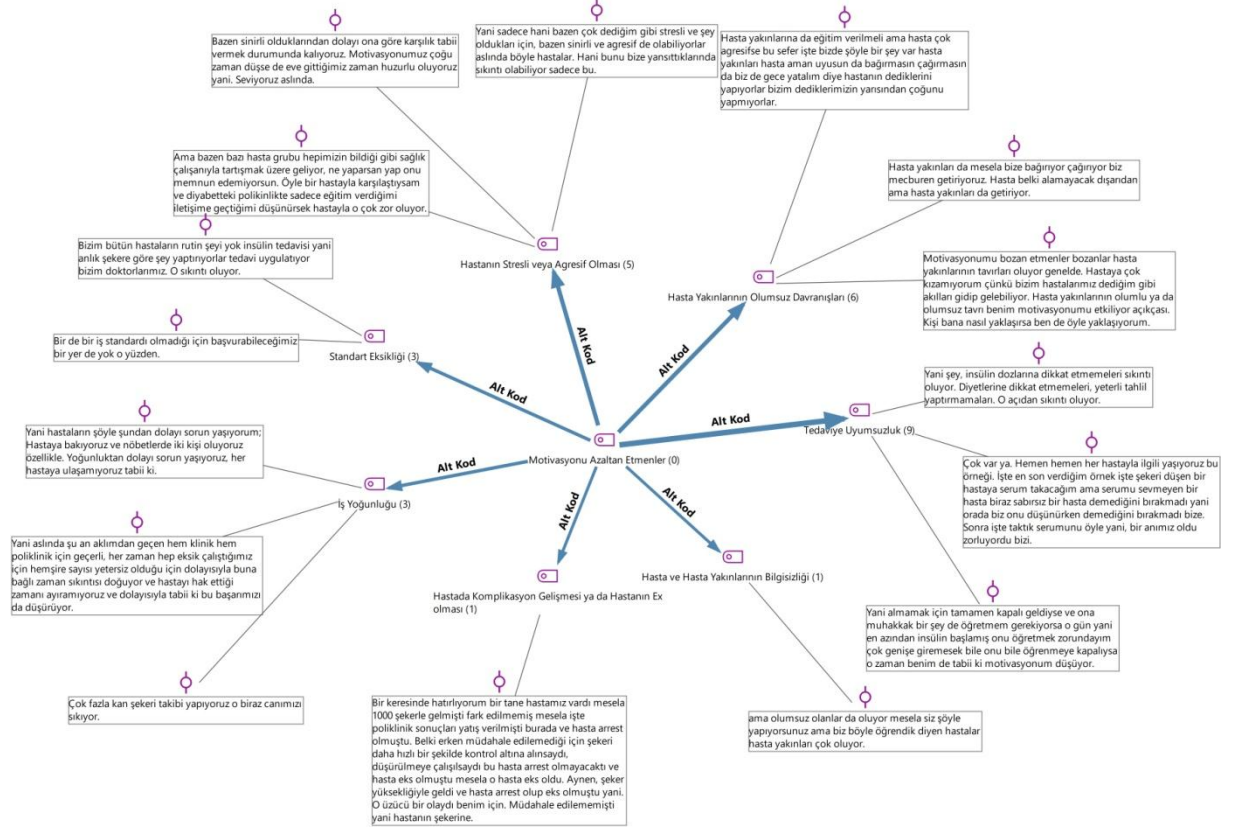 Bazen sinirli olduklarından dolayı ona göre karşılık tabii
vermek durumunda kalıyoruz. Motivasyonumuz çoğu
zaman düşse de eve gittiğimiz zaman huzurlu oluyoruz
yani. Seviyoruz aslında.
Yani sadece hani bazen çok dediğim gibi stresli ve şey
oldukları için, bazen sinirli ve agresif de olabiliyorlar
aslında böyle hastalar. Hani bunu bize yansıttıklarında
sıkıntı olabiliyor sadece bu.
Hasta yakınlarına da eğitim verilmeli ama hasta çok
agresifse bu sefer işte bizde şöyle bir şey var hasta
yakınları hasta aman uyusun da bağırmasın çağırmasın
da biz de gece yatalım diye hastanın dediklerini
yapıyorlar bizim dediklerimizin yarısından çoğunu
yapmıyorlar.
Ama bazen bazı hasta grubu hepimizin bildiği gibi sağlık
çalışanıyla tartışmak üzere geliyor, ne yaparsan yap onu
memnun edemiyorsun. Öyle bir hastayla karşılaştıysam
ve diyabetteki polikinlikte sadece eğitim verdiğimi
iletişime geçtiğimi düşünürsek hastayla o çok zor oluyor.
Hasta yakınları da mesela bize bağırıyor çağırıyor biz
mecburen getiriyoruz. Hasta belki alamayacak dışarıdan
ama hasta yakınları da getiriyor.
Bizim bütün hastaların rutin şeyi yok insülin tedavisi yani
anlık şekere göre şey yaptırıyorlar tedavi uygulatıyor
bizim doktorlarımız. O sıkıntı oluyor.
Hastanın Stresli veya Agresif Olması (5)
Motivasyonumu bozan etmenler bozanlar hasta
yakınlarının tavırları oluyor genelde. Hastaya çok
kızamıyorum çünkü bizim hastalarımız dediğim gibi
akılları gidip gelebiliyor. Hasta yakınlarının olumlu ya da
olumsuz tavrı benim motivasyonumu etkiliyor açıkçası.
Kişi bana nasıl yaklaşırsa ben de öyle yaklaşıyorum.
Hasta Yakınlarının Olumsuz Davranışları (6)
Bir de bir iş standardı olmadığı için başvurabileceğimiz
bir yer de yok o yüzden.
Standart Eksikliği (3)
Alt Kod
Alt Kod
Alt Kod
Yani şey, insülin dozlarına dikkat etmemeleri sıkıntı
oluyor. Diyetlerine dikkat etmemeleri, yeterli tahlil
yaptırmamaları. O açıdan sıkıntı oluyor.
Alt Kod
Tedaviye Uyumsuzluk (9)
Yani hastaların şöyle şundan dolayı sorun yaşıyorum;
Hastaya bakıyoruz ve nöbetlerde iki kişi oluyoruz
özellikle. Yoğunluktan dolayı sorun yaşıyoruz, her
hastaya ulaşamıyoruz tabii ki.
Alt Kod
Motivasyonu Azaltan Etmenler (0)
Çok var ya. Hemen hemen her hastayla ilgili yaşıyoruz bu
örneği. İşte en son verdiğim örnek işte şekeri düşen bir
hastaya serum takacağım ama serumu sevmeyen bir
hasta biraz sabırsız bir hasta demediğini bırakmadı yani
orada biz onu düşünürken demediğini bırakmadı bize.
Sonra işte taktık serumunu öyle yani, bir anımız oldu
zorluyordu bizi.
İş Yoğunluğu (3)
Alt Kod
Alt Kod
Yani aslında şu an aklımdan geçen hem klinik hem
poliklinik için geçerli, her zaman hep eksik çalıştığımız
için hemşire sayısı yetersiz olduğu için dolayısıyla buna
bağlı zaman sıkıntısı doğuyor ve hastayı hak ettiği
zamanı ayıramıyoruz ve dolayısıyla tabii ki bu başarımızı
da düşürüyor.
Hastada Komplikasyon Gelişmesi ya da Hastanın Ex
olması (1)
Hasta ve Hasta Yakınlarının Bilgisizliği (1)
Yani almamak için tamamen kapalı geldiyse ve ona
muhakkak bir şey de öğretmem gerekiyorsa o gün yani
en azından insülin başlamış onu öğretmek zorundayım
çok genişe giremesek bile onu bile öğrenmeye kapalıysa
o zaman benim de tabii ki motivasyonum düşüyor.
Çok fazla kan şekeri takibi yapıyoruz o biraz canımızı
sıkıyor.
Bir keresinde hatırlıyorum bir tane hastamız vardı mesela
1000 şekerle gelmişti fark edilmemiş mesela işte
poliklinik sonuçları yatış verilmişti burada ve hasta arrest
olmuştu. Belki erken müdahale edilemediği için şekeri
daha hızlı bir şekilde kontrol altına alınsaydı,
düşürülmeye çalışılsaydı bu hasta arrest olmayacaktı ve
hasta eks olmuştu mesela o hasta eks oldu. Aynen, şeker
yüksekliğiyle geldi ve hasta arrest olup eks olmuştu yani.
O üzücü bir olaydı benim için. Müdahale edilememişti
yani hastanın şekerine.
ama olumsuz olanlar da oluyor mesela siz şöyle
yapıyorsunuz ama biz böyle öğrendik diyen hastalar
hasta yakınları çok oluyor.